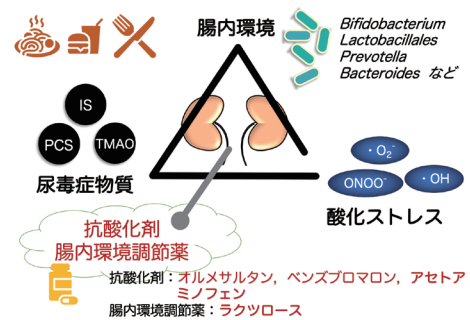 腸内環境
Bifidobacterium
Lactobacillales
Prevotella
Bacteroides など
IS
PCS
TMAO
尿毒症物質
・O₂⁻
ONOO⁻
・OH
酸化ストレス
抗酸化剤
腸内環境調節薬
抗酸化剤：オルメサルタン，ベンズブロマロン，アセトア
ミノフェン
腸内環境調節薬：ラクツロース